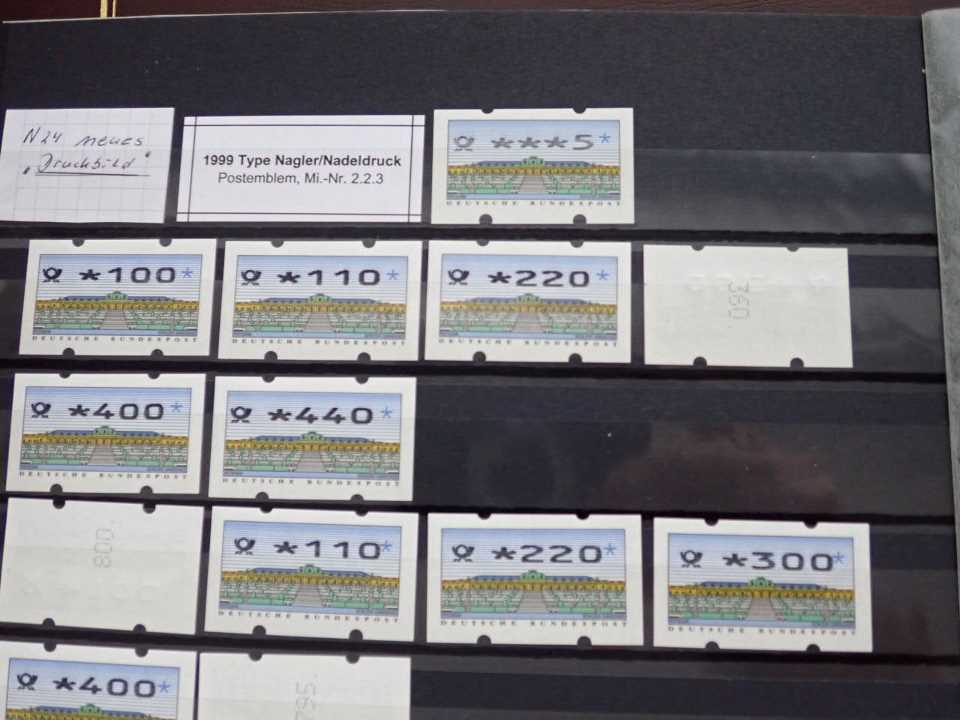 N24 neues
„Druckbild"
1999 Type Nagler/Nadeldruck
Postemblem, Mi.-Nr. 2.2.3
***5*
DEUTSCHE BUNDESPOST
*100*
DEUTSCHE BUNDESPOST
*110*
DEUTSCHE BUNDESPOST
*220*
DEUTSCHE BUNDESPOST
360
*400*
DEUTSCHE BUNDESPOST
*440*
DEUTSCHE BUNDESPOST
800
*110*
DEUTSCHE BUNDESPOST
*220*
DEUTSCHE BUNDESPOST
*300*
DEUTSCHE BUNDESPOST
*400*